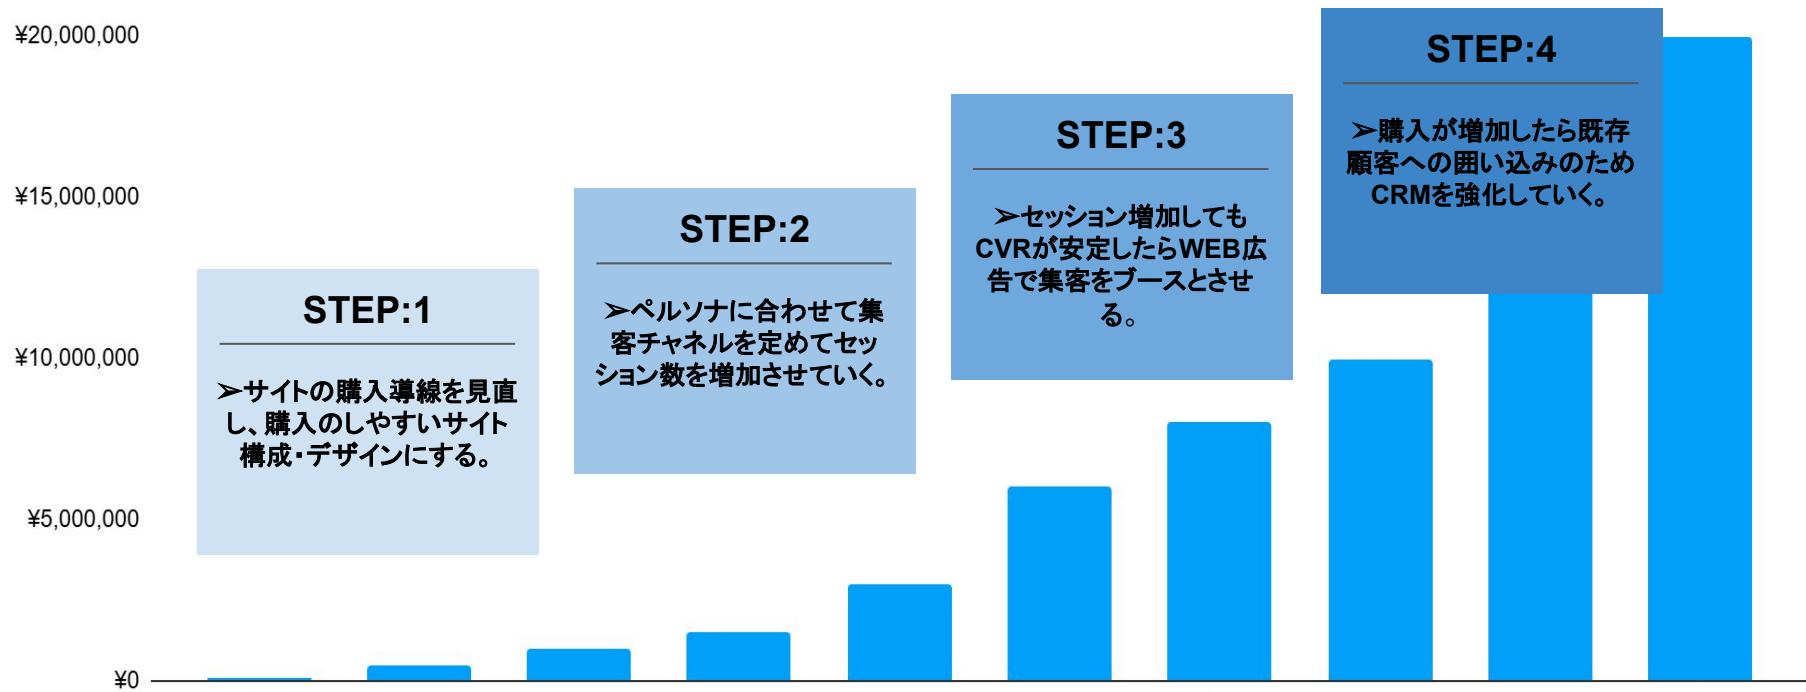 ¥20,000,000
¥15,000,000
¥10,000,000
¥5,000,000
¥0
STEP:1
➢サイトの購入導線を見直
し、購入のしやすいサイト
構成・デザインにする。
STEP:2
➢ペルソナに合わせて集
客チャネルを定めてセッ
ション数を増加させていく。
STEP:3
➢セッション増加しても
CVRが安定したらWEB広
告で集客をブースとさせ
る。
STEP:4
➢購入が増加したら既存
顧客への囲い込みのため
CRMを強化していく。